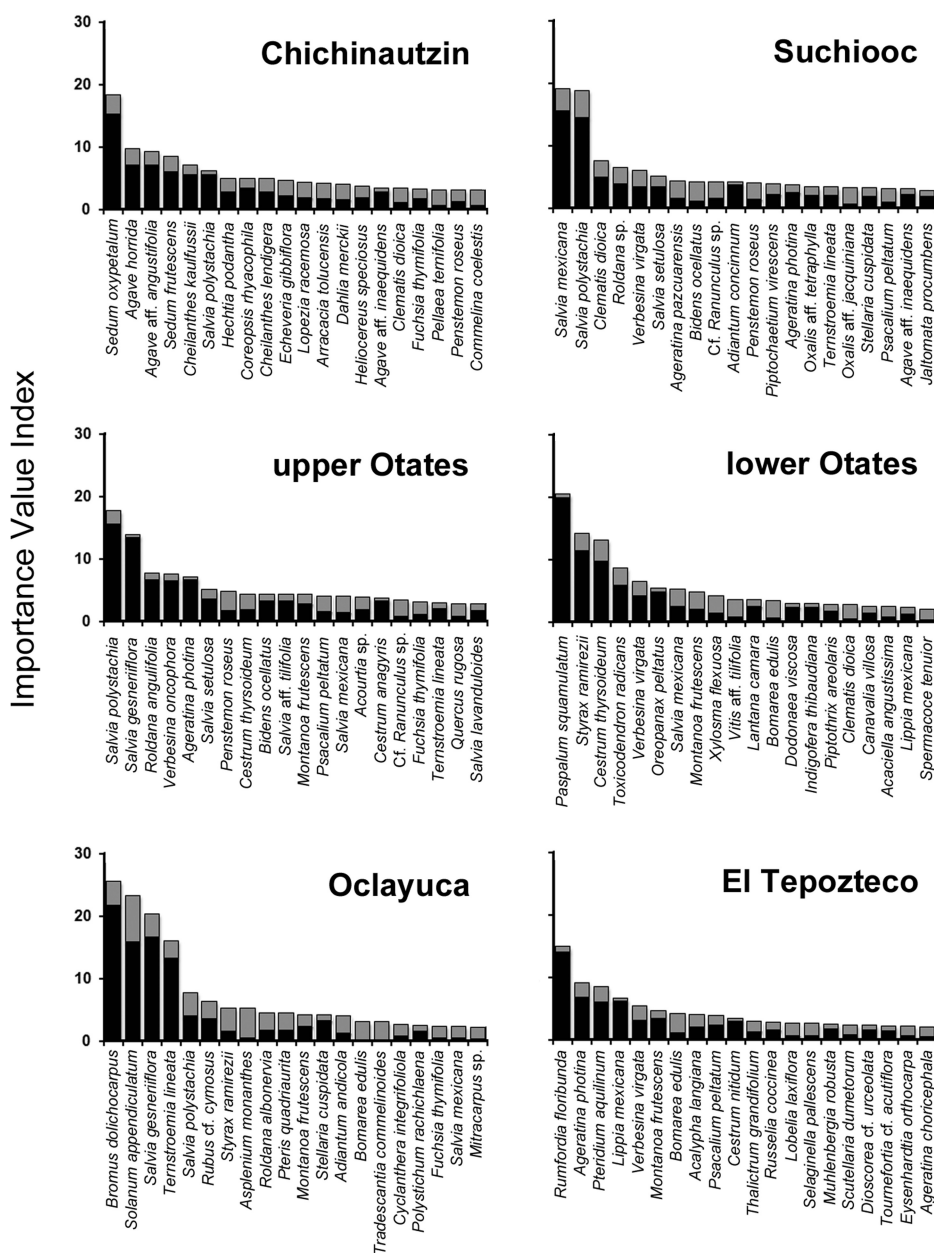 Importance Value Index
Chichinautzin
30
20
10
0
Sedum oxypetalum
Agave horrida
Agave aff. angustifolia
Sedum frutescens
Cheilanthes kaulfussii
Salvia polystachia
Hechtia podantha
Coreopsis rhyacophila
Cheilanthes lendigera
Echeveria gibbiflora
Lopezia racemosa
Arracacia tolucensis
Dahlia merckii
Heliocereus speciosus
Agave aff. inaequidens
Clematis dioica
Fuchsia thymifolia
Pellaea ternifolia
Penstemon roseus
Commelina coelestis
Suchiooc
Salvia mexicana
Salvia polystachia
Clematis dioica
Roldana sp.
Verbesina virgata
Salvia setulosa
Ageratina pazcuarensis
Bidens ocellatus
Cf. Ranunculus sp.
Adiantum concinnum
Penstemon roseus
Piptochaetium virescens
Ageratina photina
Oxalis aff. tetraphylla
Ternstroemia lineata
Oxalis aff. jacquiniana
Stellaria cuspidata
Psacalium peltatum
Agave aff. inaequidens
Jaltomata procumbens
upper Otates
30
20
10
0
Salvia polystachia
Salvia gesneriiflora
Roldana angulifolia
Verbesina oncophora
Ageratina photina
Salvia setulosa
Penstemon roseus
Cestrum thyrsoideum
Bidens ocellatus
Salvia aff. tiliifolia
Montanoa frutescens
Psacalium peltatum
Salvia mexicana
Acourtia sp.
Cestrum anagyris
Cf. Ranunculus sp.
Fuchsia thymifolia
Ternstroemia lineata
Quercus rugosa
Salvia lavanduloides
lower Otates
Paspalum squamulatum
Styrax ramirezii
Cestrum thyrsoideum
Toxicodendron radicans
Verbesina virgata
Oreopanax peltatus
Salvia mexicana
Montanoa frutescens
Xylosma flexuosa
Vitis aff. tiliifolia
Lantana camara
Bomarea edulis
Dodonaea viscosa
Indigofera thibaudiana
Piptothrix areolaris
Clematis dioica
Canavalia villosa
Acaciella angustissima
Lippia mexicana
Spermacoce tenuior
Oclayuca
30
20
10
0
Bromus dolichocarpus
Solanum appendiculatum
Salvia gesneriiflora
Ternstroemia lineata
Salvia polystachia
Rubus cf. cymosus
Styrax ramirezii
Asplenium monanthes
Roldana albonervia
Pteris quadriaurita
Montanoa frutescens
Stellaria cuspidata
Adiantum andicola
Bomarea edulis
Tradescantia commelinoides
Cyclanthera integrifoliola
Polystichum rachichlaena
Fuchsia thymifolia
Salvia mexicana
Mitracarpus sp.
El Tepozteco
Rumfordia floribunda
Ageratina photina
Pteridium aquilinum
Lippia mexicana
Verbesina virgata
Montanoa frutescens
Bomarea edulis
Acalypha langiana
Psacalium peltatum
Cestrum nitidum
Thalictrum grandifolium
Russelia coccinea
Lobelia laxiflora
Selaginella pallescens
Muhlenbergia robusta
Scutellaria dumetorum
Dioscorea cf. urceolata
Tournefortia cf. acutiflora
Eysenhardtia orthocarpa
Ageratina choricephala